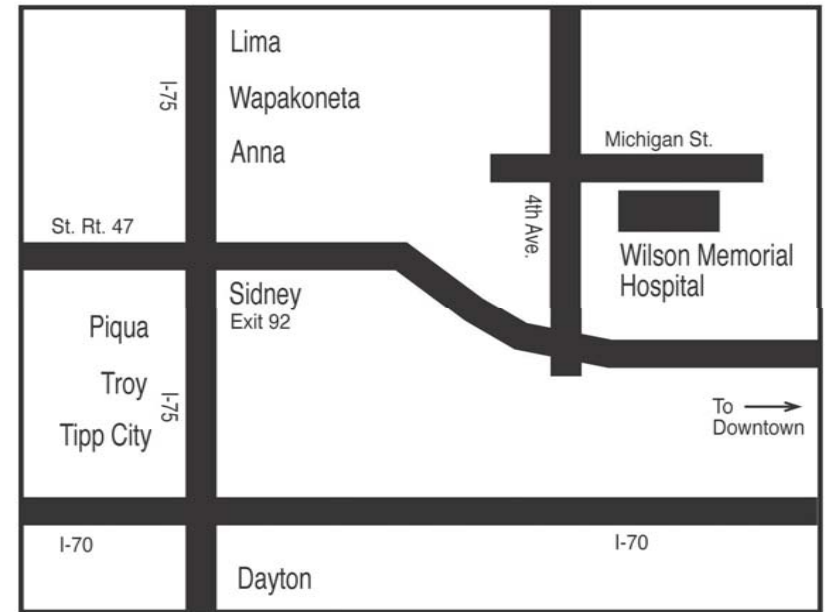 Lima
I-75
Wapakoneta
Anna
Michigan St.
St. Rt. 47
4th Ave.
Wilson Memorial
Hospital
Sidney
Exit 92
Piqua
Troy
I-75
Tipp City
To
Downtown
I-70
I-70
Dayton